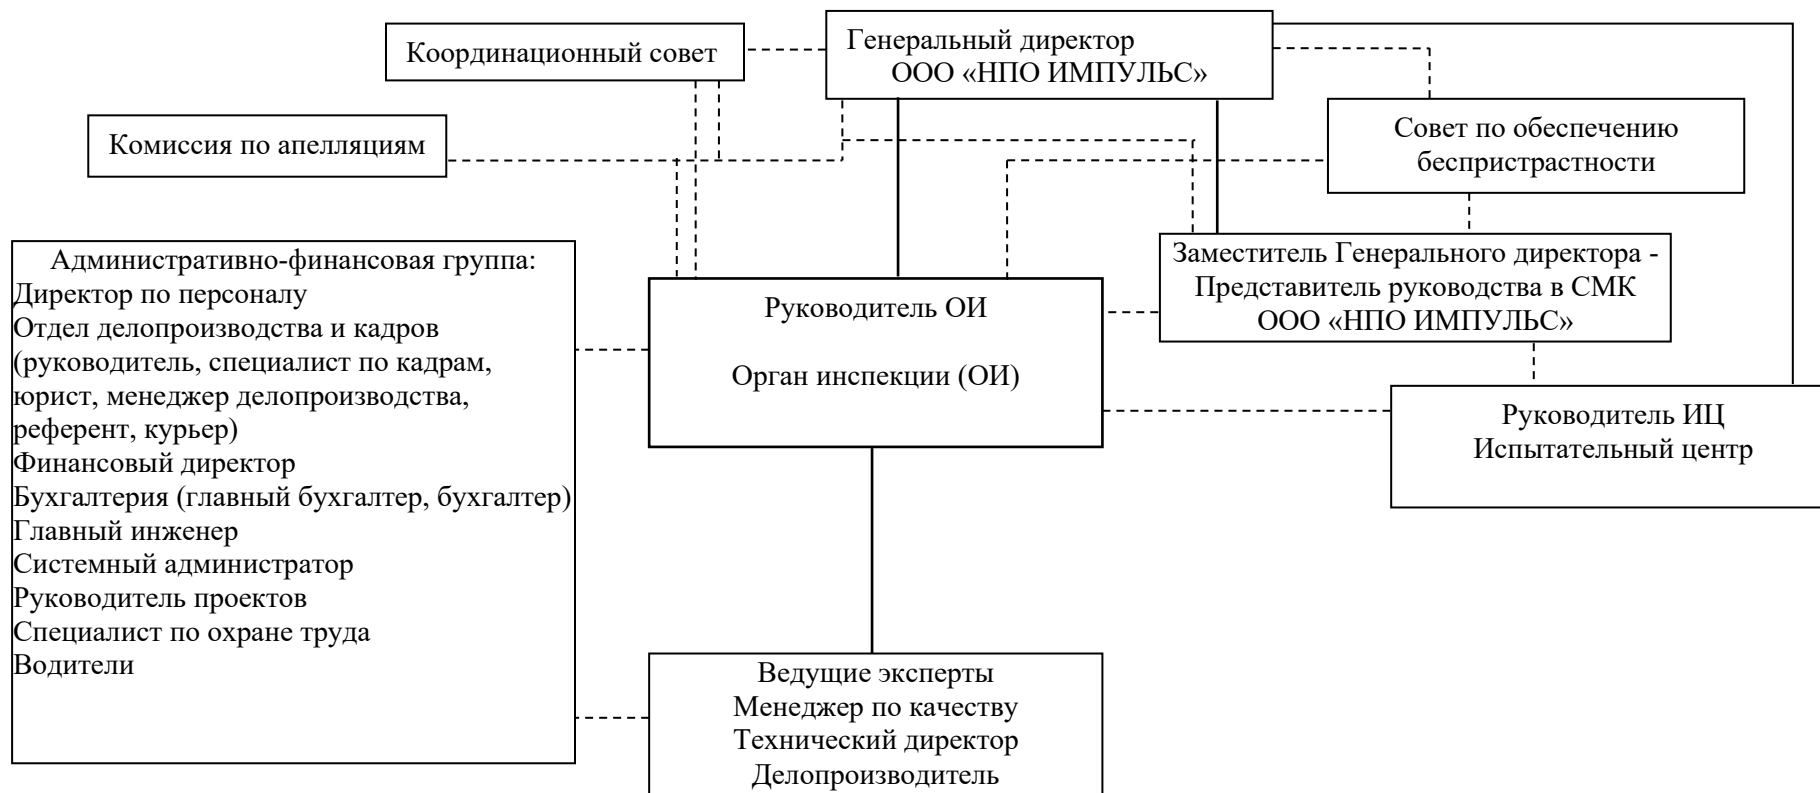 Координационный совет
Генеральный директор
ООО «НПО ИМПУЛЬС»
Комиссия по апелляциям
Совет по обеспечению
беспристрастности
Административно-финансовая группа:
Директор по персоналу
Отдел делопроизводства и кадров
(руководитель, специалист по кадрам,
юрист, менеджер делопроизводства,
референт, курьер)
Финансовый директор
Бухгалтерия (главный бухгалтер, бухгалтер)
Главный инженер
Системный администратор
Руководитель проектов
Специалист по охране труда
Водители
Руководитель ОИ
Орган инспекции (ОИ)
Заместитель Генерального директора -
Представитель руководства в СМК
ООО «НПО ИМПУЛЬС»
Руководитель ИЦ
Испытательный центр
Ведущие эксперты
Менеджер по качеству
Технический директор
Делопроизводитель